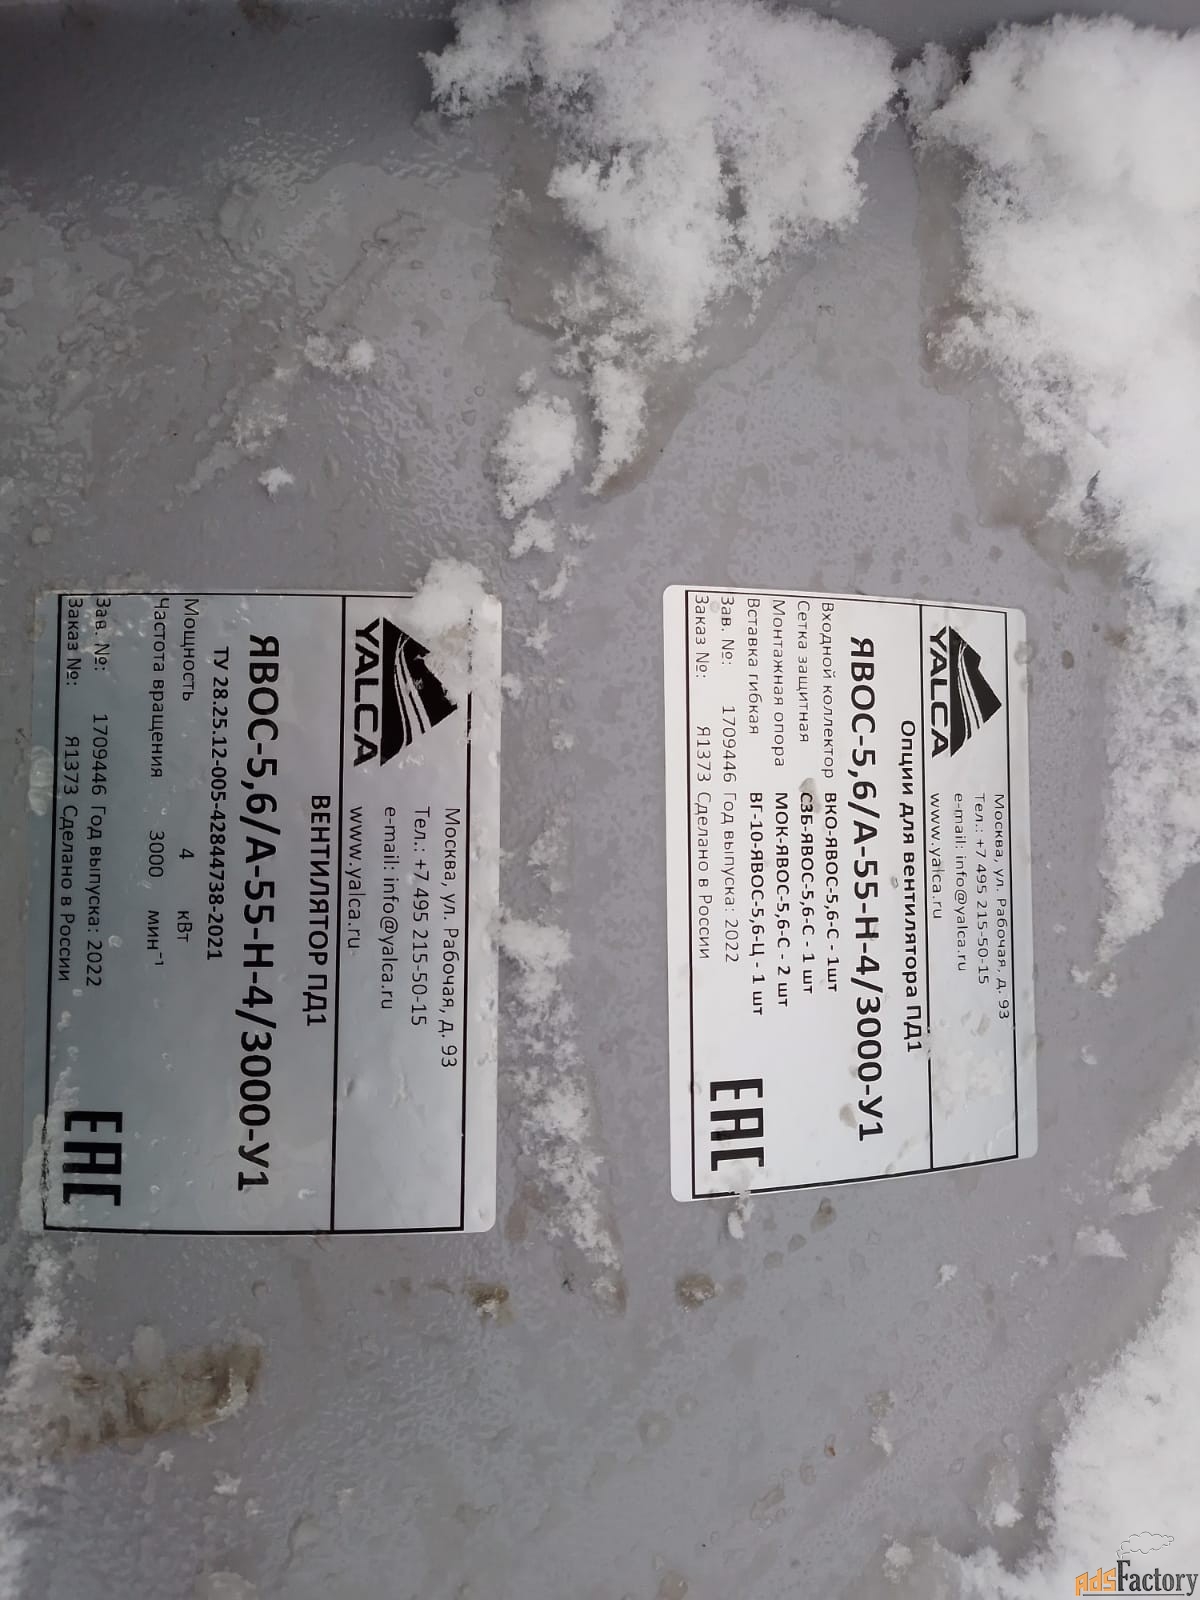 YALCA
Москва, ул. Рабочая, д. 93
Тел.: +7 495 215-50-15
e-mail: info@yalca.ru
www.yalca.ru
Опции для вентилятора ПД1
ЯВОС-5,6/А-55-Н-4/3000-У1
Входной коллектор ВКО-ЯВОС-5,6-С - 1шт
Сетка защитная СЗБ-ЯВОС-5,6-С - 1 шт
Монтажная опора МОК-ЯВОС-5,6-С - 2 шт
Вставка гибкая ВГ-10-ЯВОС-5,6-Ц - 1 шт
Зав. №: 1709446 Год выпуска: 2022
Заказ №: Я1373 Сделано в России
ЕАС
YALCA
Москва, ул. Рабочая, д. 93
Тел.: +7 495 215-50-15
e-mail: info@yalca.ru
www.yalca.ru
ВЕНТИЛЯТОР ПД1
ЯВОС-5,6/А-55-Н-4/3000-У1
ТУ 28.25.12-005-42844738-2021
Мощность 4 кВт
Частота вращения 3000 мин⁻¹
Зав. №: 1709446 Год выпуска: 2022
Заказ №: Я1373 Сделано в России
ЕАС
AdsFactory